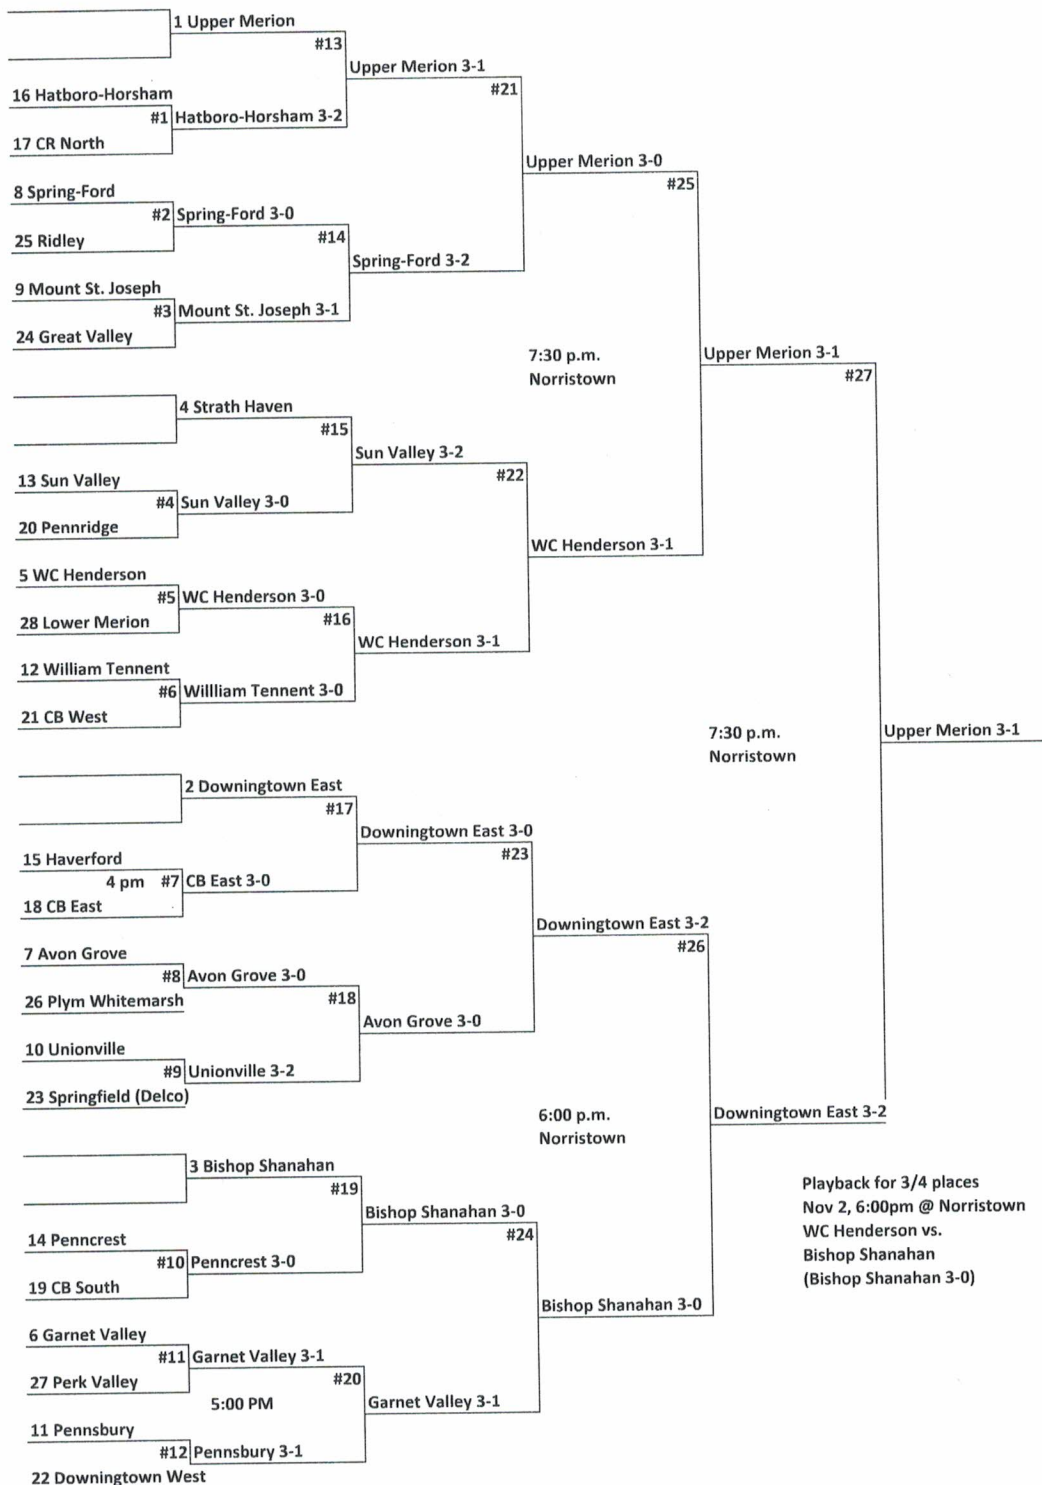 1 Upper Merion
#13
Upper Merion 3-1
#21
16 Hatboro-Horsham
#1 Hatboro-Horsham 3-2
17 CR North
Upper Merion 3-0
#25
8 Spring-Ford
#2 Spring-Ford 3-0
25 Ridley
#14
Spring-Ford 3-2
9 Mount St. Joseph
#3 Mount St. Joseph 3-1
24 Great Valley
7:30 p.m.
Norristown
Upper Merion 3-1
#27
4 Strath Haven
#15
Sun Valley 3-2
#22
13 Sun Valley
#4 Sun Valley 3-0
20 Pennridge
WC Henderson 3-1
5 WC Henderson
#5 WC Henderson 3-0
28 Lower Merion
#16
WC Henderson 3-1
12 William Tennent
#6 Willliam Tennent 3-0
21 CB West
7:30 p.m.
Norristown
Upper Merion 3-1
2 Downingtown East
#17
Downingtown East 3-0
#23
15 Haverford
4 pm #7 CB East 3-0
18 CB East
Downingtown East 3-2
#26
7 Avon Grove
#8 Avon Grove 3-0
26 Plym Whitemarsh
#18
Avon Grove 3-0
10 Unionville
#9 Unionville 3-2
23 Springfield (Delco)
6:00 p.m.
Norristown
Downingtown East 3-2
3 Bishop Shanahan
#19
Bishop Shanahan 3-0
#24
14 Penncrest
#10 Penncrest 3-0
19 CB South
Playback for 3/4 places
Nov 2, 6:00pm @ Norristown
WC Henderson vs.
Bishop Shanahan
(Bishop Shanahan 3-0)
Bishop Shanahan 3-0
6 Garnet Valley
#11 Garnet Valley 3-1
27 Perk Valley
#20
5:00 PM
Garnet Valley 3-1
11 Pennsbury
#12 Pennsbury 3-1
22 Downingtown West